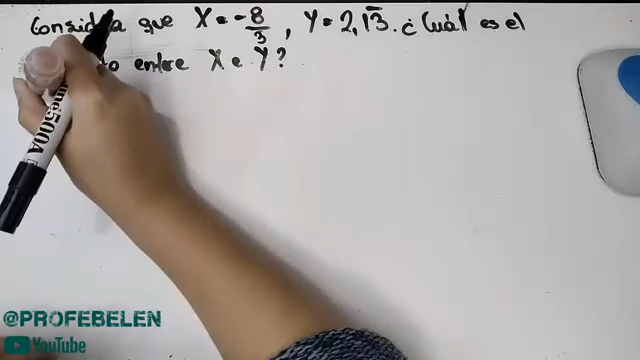 Considera que X = -8/3, Y = 2,1̅3̅. ¿Cuál es el
entre X e Y?
@PROFEBELEN
YouTube